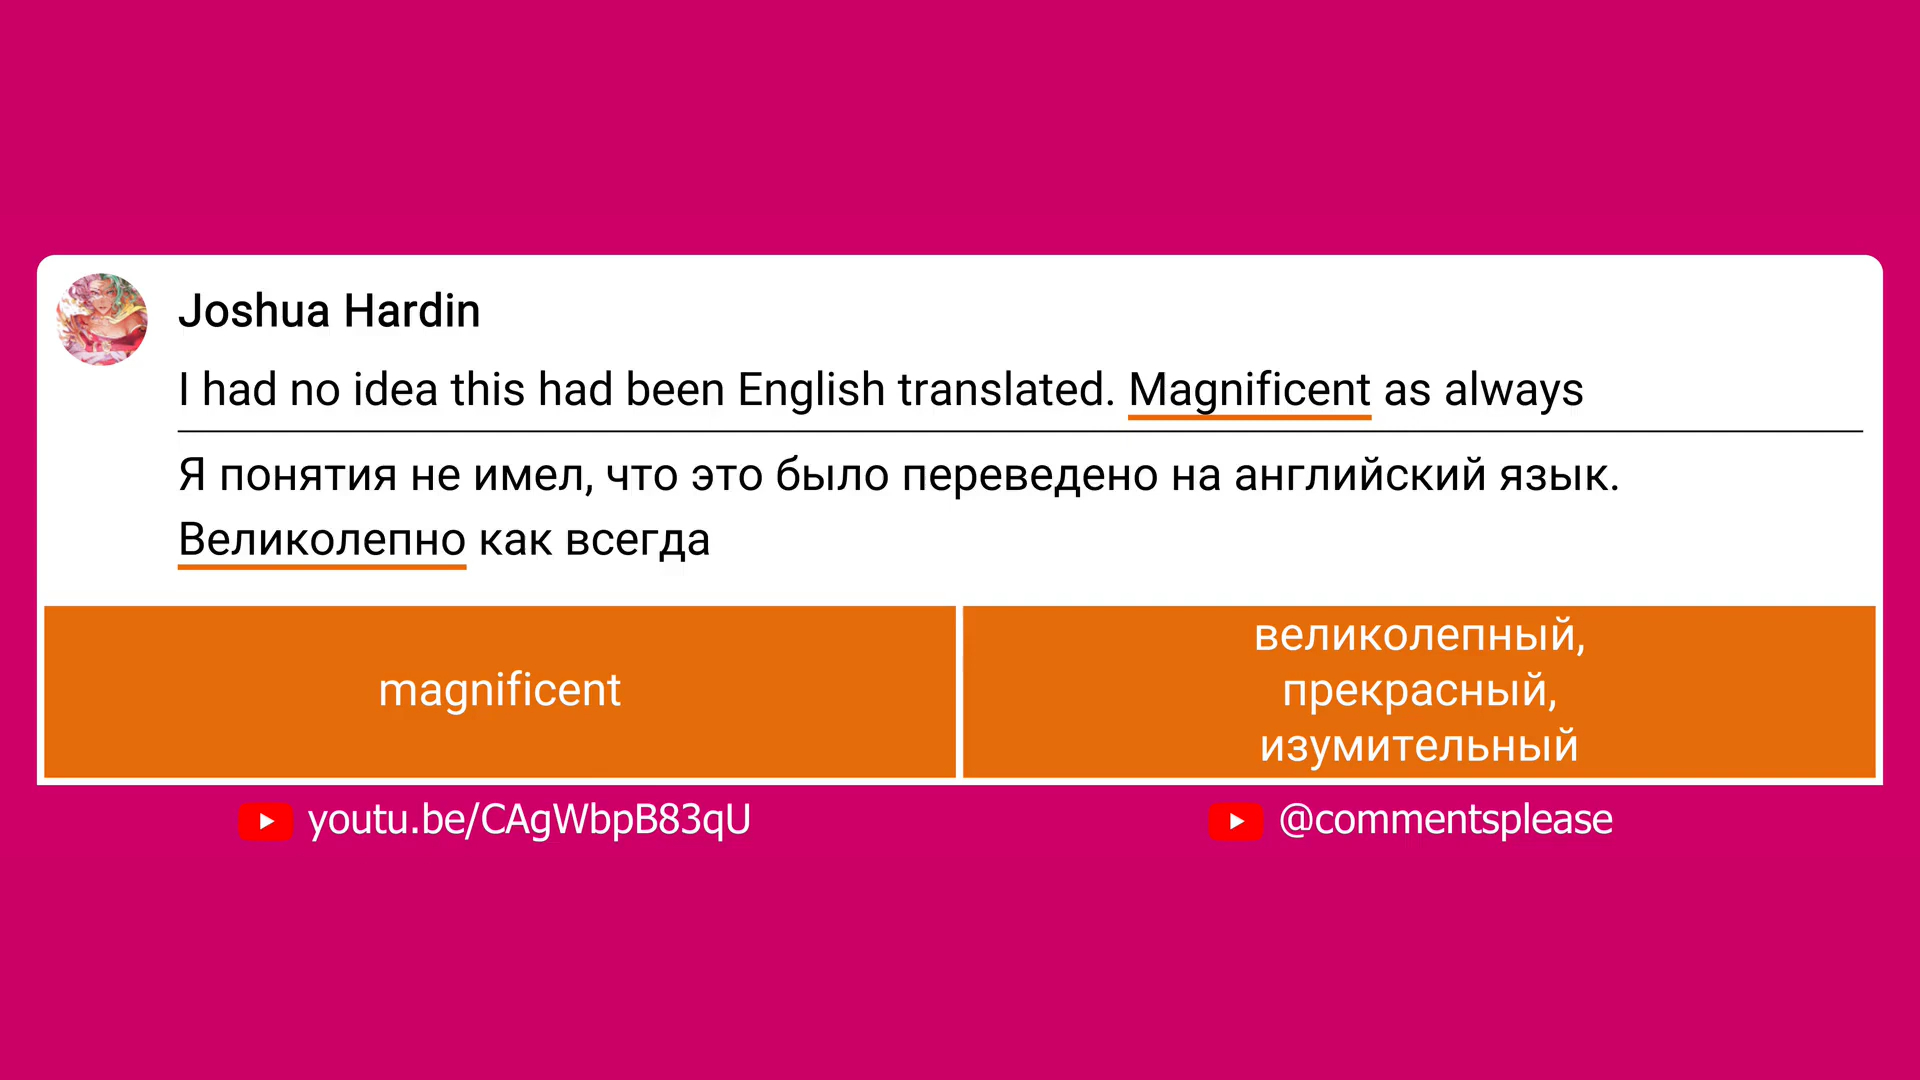 Joshua Hardin
I had no idea this had been English translated. Magnificent as always
Я понятия не имел, что это было переведено на английский язык.
Великолепно как всегда
magnificent
великолепный,
прекрасный,
изумительный
youtu.be/CAgWbpB83qU
@commentsplease